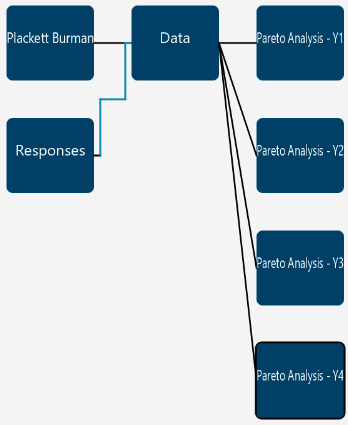 Plackett Burman
Data
Pareto Analysis - Y1
Responses
Pareto Analysis - Y2
Pareto Analysis - Y3
Pareto Analysis - Y4